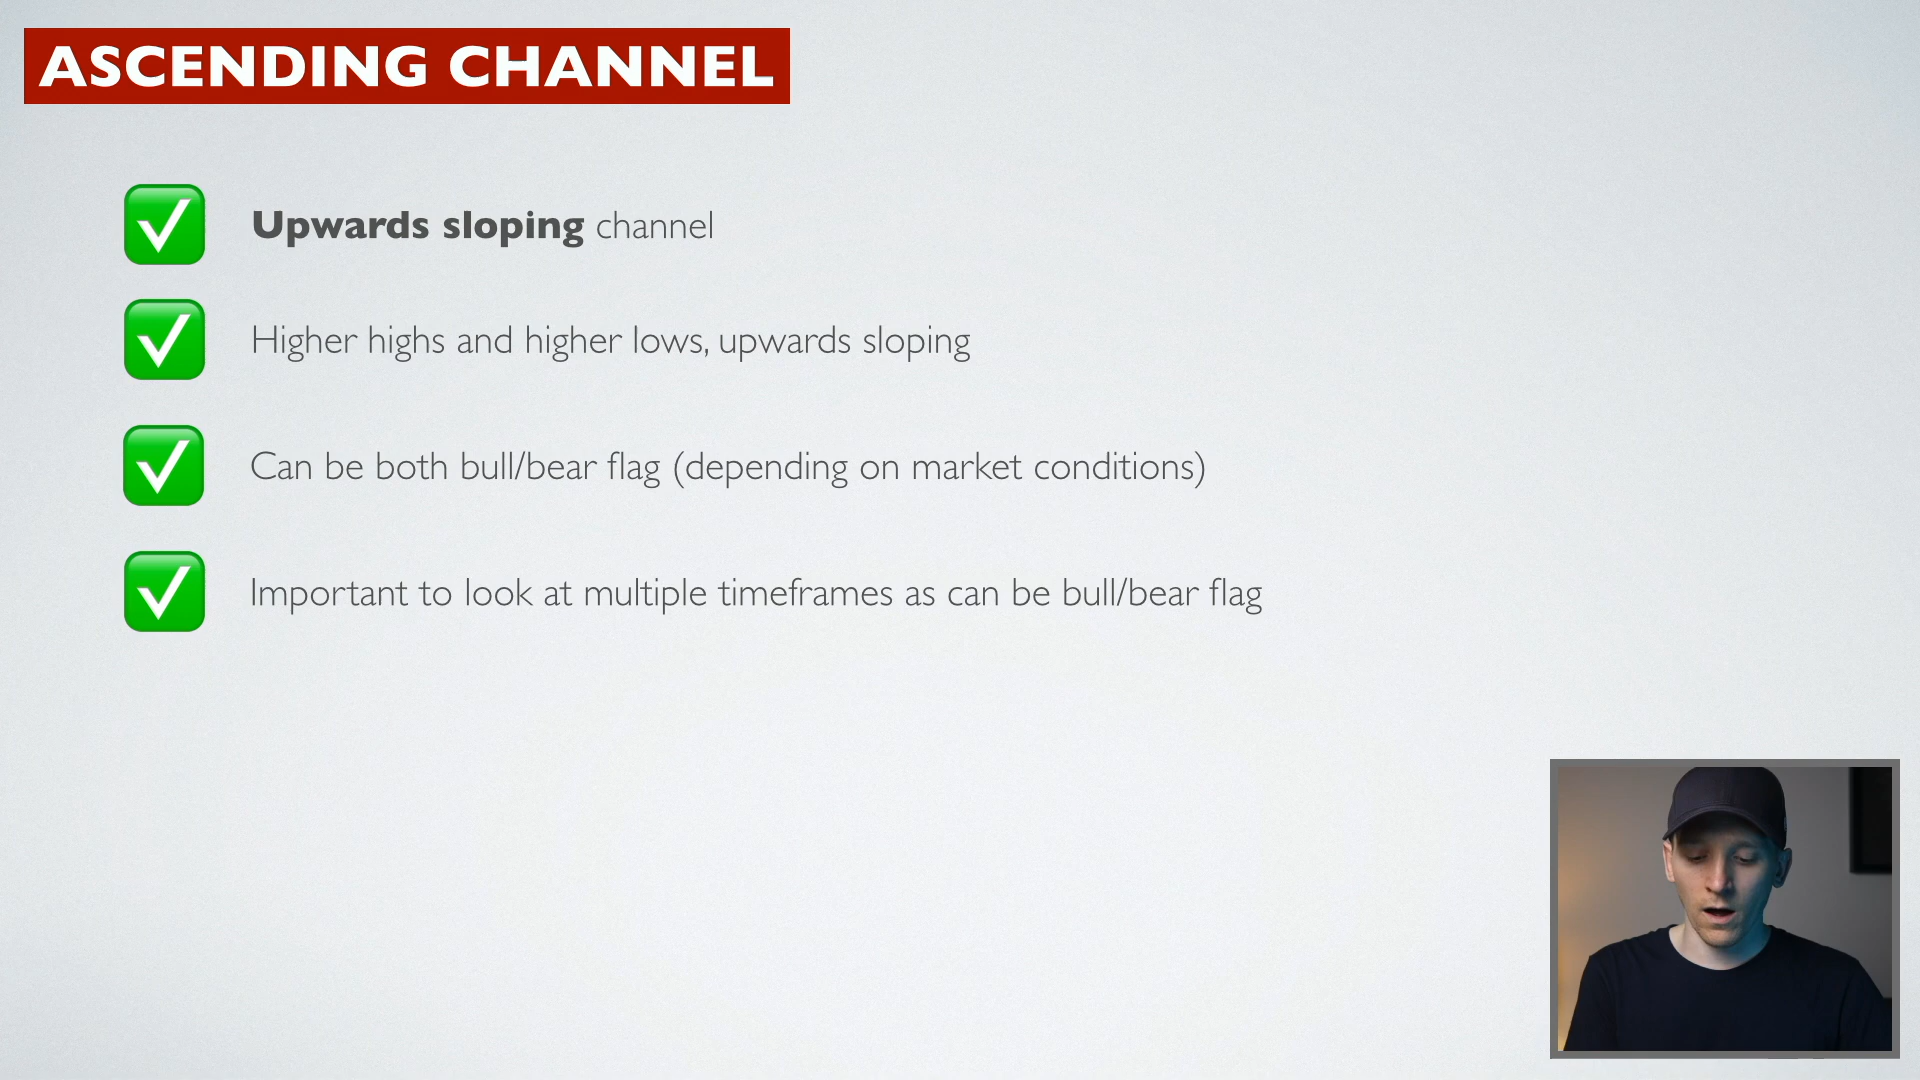 ASCENDING CHANNEL
Upwards sloping channel
Higher highs and higher lows, upwards sloping
Can be both bull/bear flag (depending on market conditions)
Important to look at multiple timeframes as can be bull/bear flag